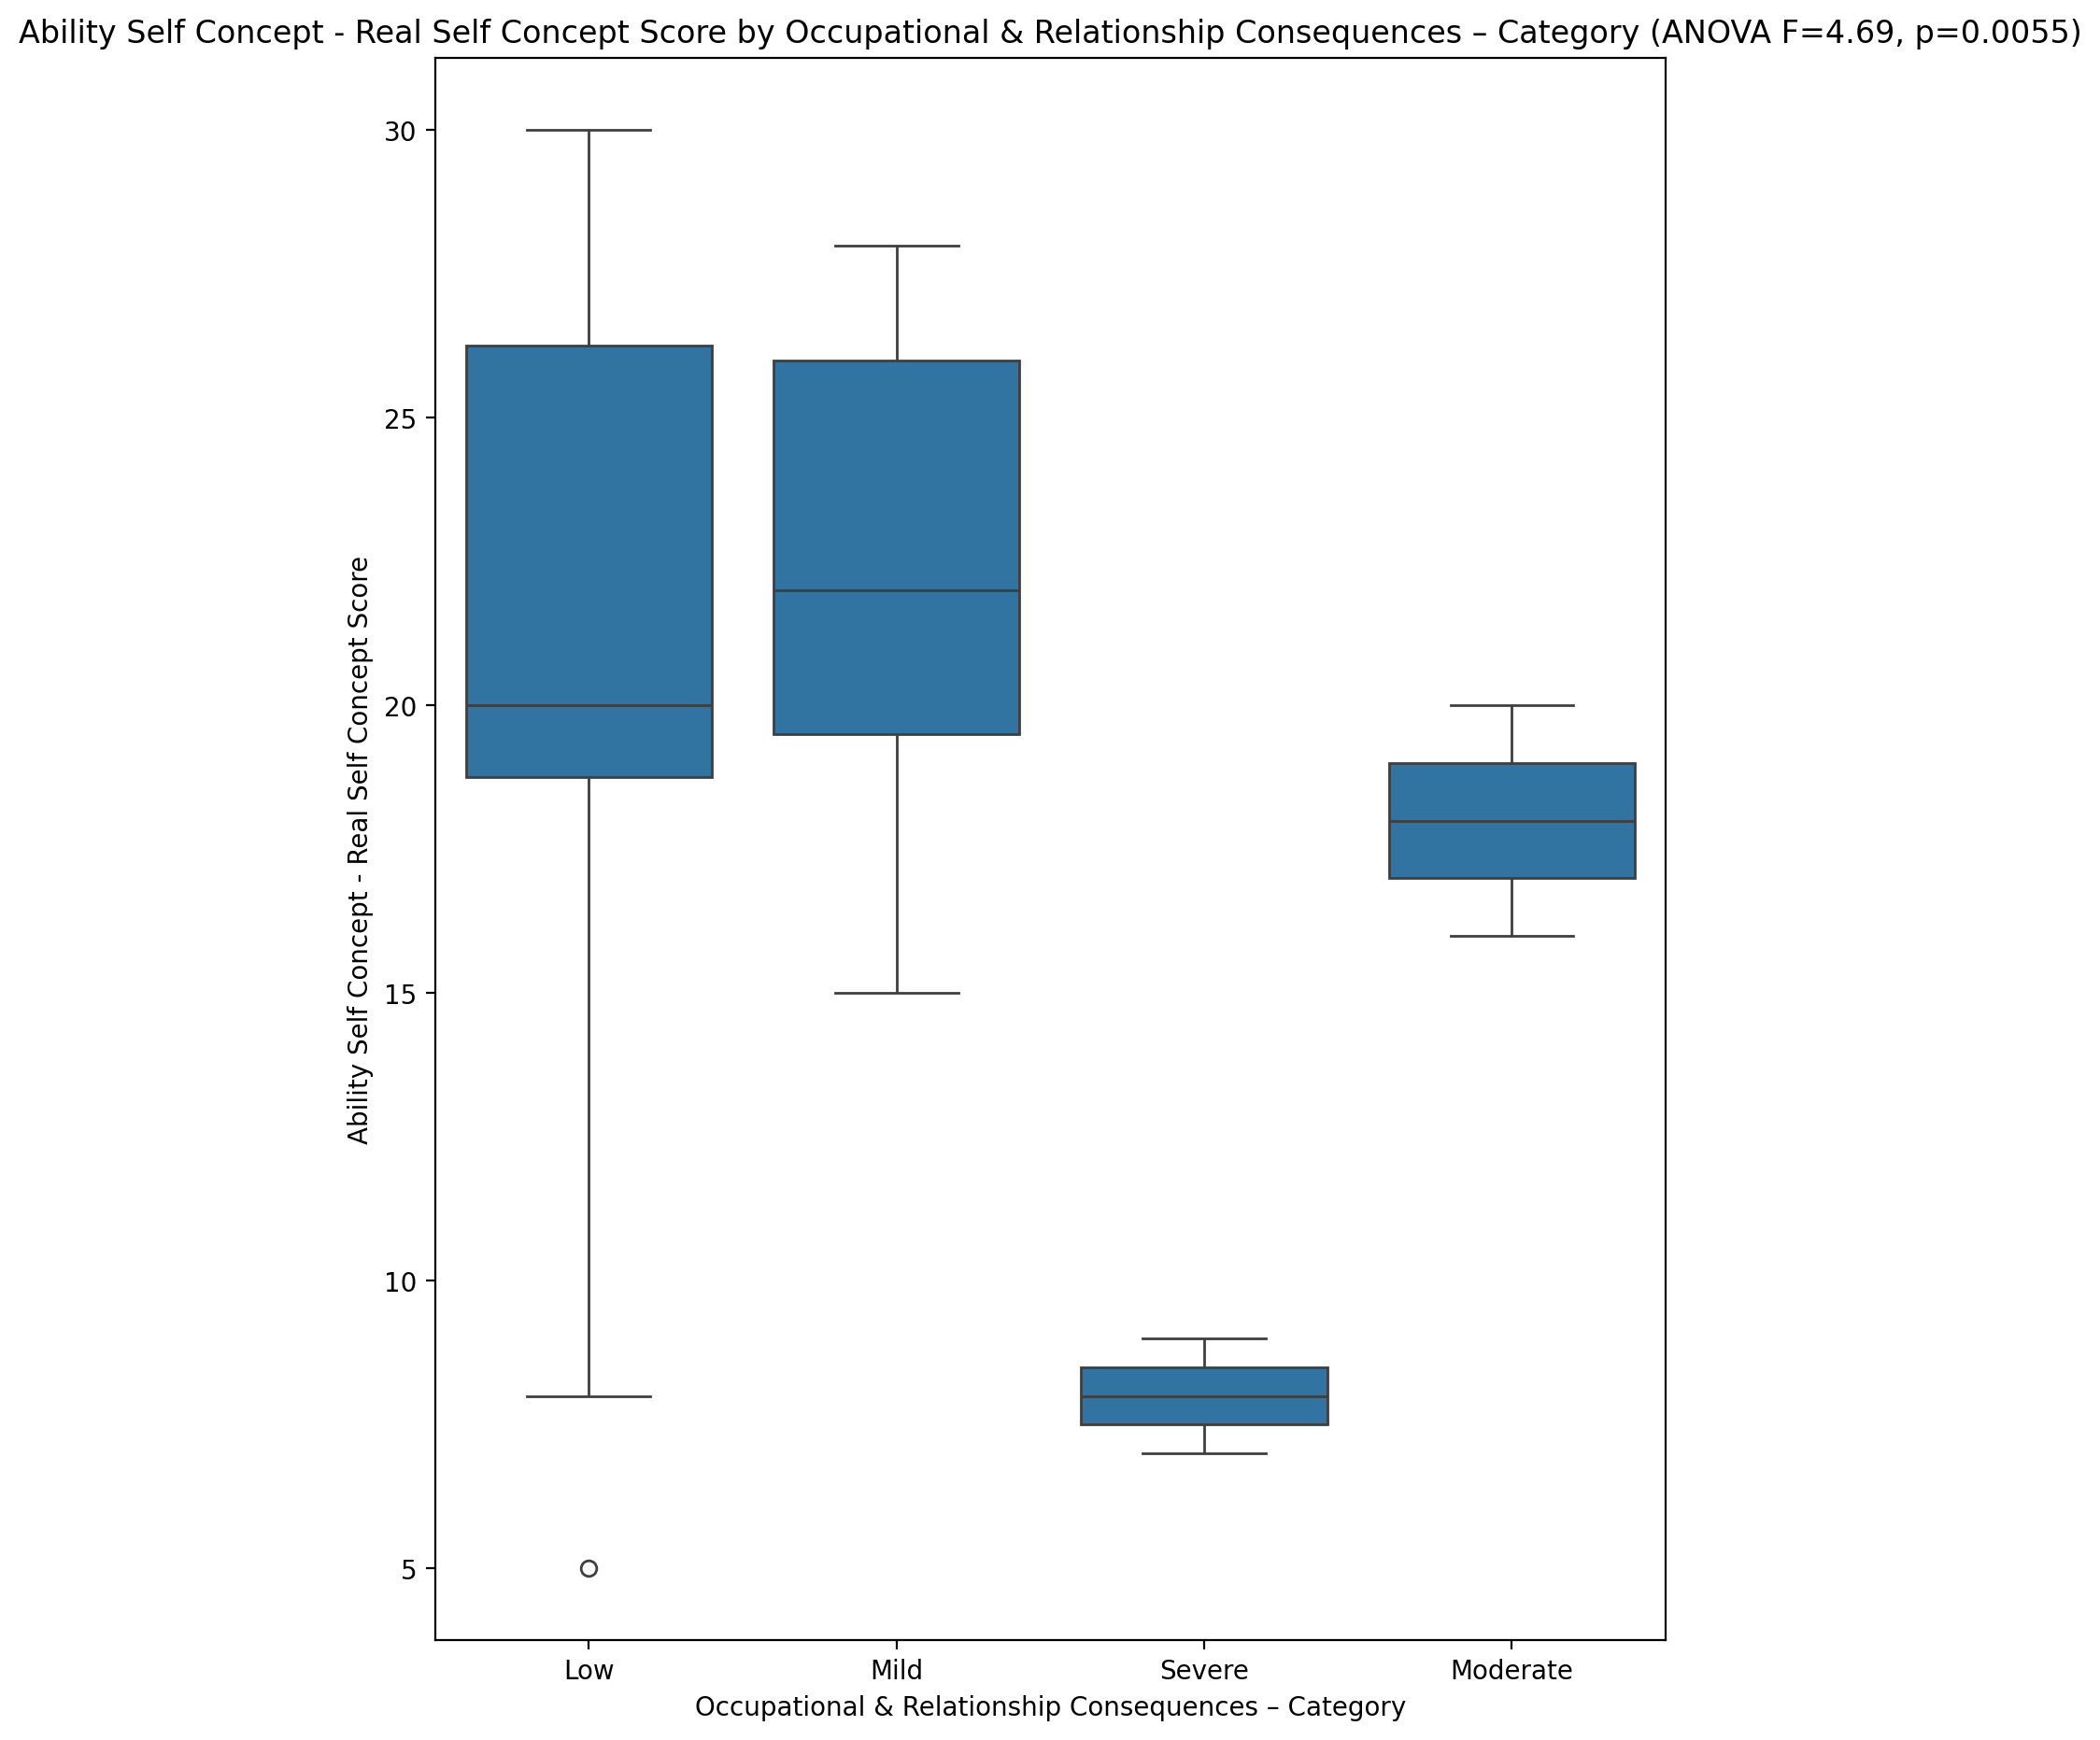 Ability Self Concept - Real Self Concept Score by Occupational & Relationship Consequences – Category (ANOVA F=4.69, p=0.0055)
Ability Self Concept - Real Self Concept Score
30
25
20
15
10
5
Low Mild Severe Moderate
Occupational & Relationship Consequences – Category